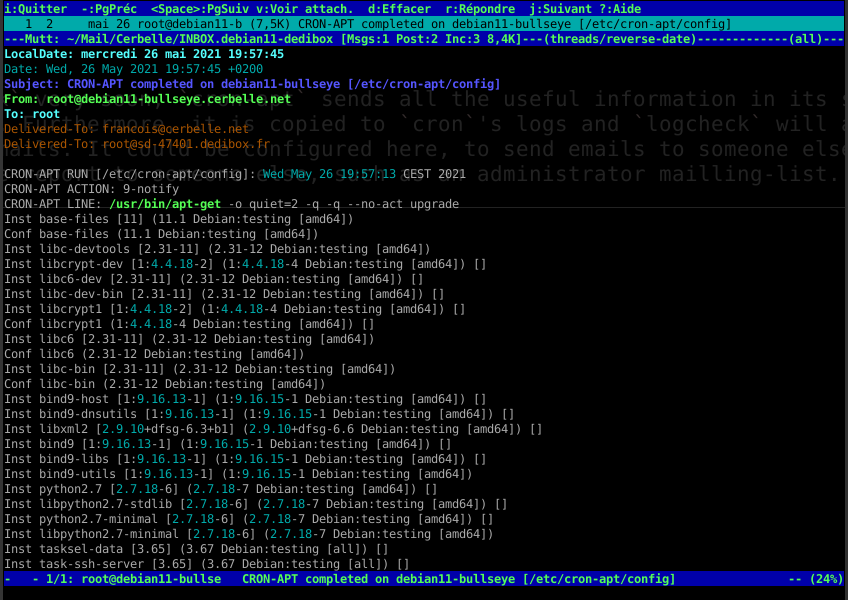 i:Quitter  -:PgPréc  <Space>:PgSuiv v:Voir attach.  d:Effacer  r:Répondre  j:Suivant ?:Aide
   1  2     mai 26 root@debian11-b (7,5K) CRON-APT completed on debian11-bullseye [/etc/cron-apt/config]
---Mutt: ~/Mail/Cerbelle/INBOX.debian11-dedibox [Msgs:1 Post:2 Inc:3 8,4K]---(threads/reverse-date)-------------(all)---
LocalDate: mercredi 26 mai 2021 19:57:45
Date: Wed, 26 May 2021 19:57:45 +0200
Subject: CRON-APT completed on debian11-bullseye [/etc/cron-apt/config]
From: root@debian11-bullseye.cerbelle.net
sends all the useful information in its
To: root
it is copied to `cron`'s logs and `logcheck` will
Delivered-To: francois@cerbelle.net
Delivered-To: root@sd-47401.dedibox.fr
It could be configured here, to send emails to someone
administrator mailling-list.
CRON-APT RUN [/etc/cron-apt/config]: Wed May 26 19:57:13 CEST 2021
CRON-APT ACTION: 9-notify
CRON-APT LINE: /usr/bin/apt-get -o quiet=2 -q -q --no-act upgrade
Inst base-files [11] (11.1 Debian:testing [amd64])
Conf base-files (11.1 Debian:testing [amd64])
Inst libc-devtools [2.31-11] (2.31-12 Debian:testing [amd64])
Inst libcrypt-dev [1:4.4.18-2] (1:4.4.18-4 Debian:testing [amd64]) []
Inst libc6-dev [2.31-11] (2.31-12 Debian:testing [amd64]) []
Inst libc-dev-bin [2.31-11] (2.31-12 Debian:testing [amd64]) []
Inst libcrypt1 [1:4.4.18-2] (1:4.4.18-4 Debian:testing [amd64]) []
Conf libcrypt1 (1:4.4.18-4 Debian:testing [amd64]) []
Inst libc6 [2.31-11] (2.31-12 Debian:testing [amd64])
Conf libc6 (2.31-12 Debian:testing [amd64])
Inst libc-bin [2.31-11] (2.31-12 Debian:testing [amd64])
Conf libc-bin (2.31-12 Debian:testing [amd64])
Inst bind9-host [1:9.16.13-1] (1:9.16.15-1 Debian:testing [amd64]) []
Inst bind9-dnsutils [1:9.16.13-1] (1:9.16.15-1 Debian:testing [amd64]) []
Inst libxml2 [2.9.10+dfsg-6.3+b1] (2.9.10+dfsg-6.6 Debian:testing [amd64]) []
Inst bind9 [1:9.16.13-1] (1:9.16.15-1 Debian:testing [amd64]) []
Inst bind9-libs [1:9.16.13-1] (1:9.16.15-1 Debian:testing [amd64]) []
Inst bind9-utils [1:9.16.13-1] (1:9.16.15-1 Debian:testing [amd64])
Inst python2.7 [2.7.18-6] (2.7.18-7 Debian:testing [amd64]) []
Inst libpython2.7-stdlib [2.7.18-6] (2.7.18-7 Debian:testing [amd64]) []
Inst python2.7-minimal [2.7.18-6] (2.7.18-7 Debian:testing [amd64]) []
Inst libpython2.7-minimal [2.7.18-6] (2.7.18-7 Debian:testing [amd64])
Inst tasksel-data [3.65] (3.67 Debian:testing [all]) []
Inst task-ssh-server [3.65] (3.67 Debian:testing [all]) []
-   - 1/1: root@debian11-bullse   CRON-APT completed on debian11-bullseye [/etc/cron-apt/config]                -- (24%)